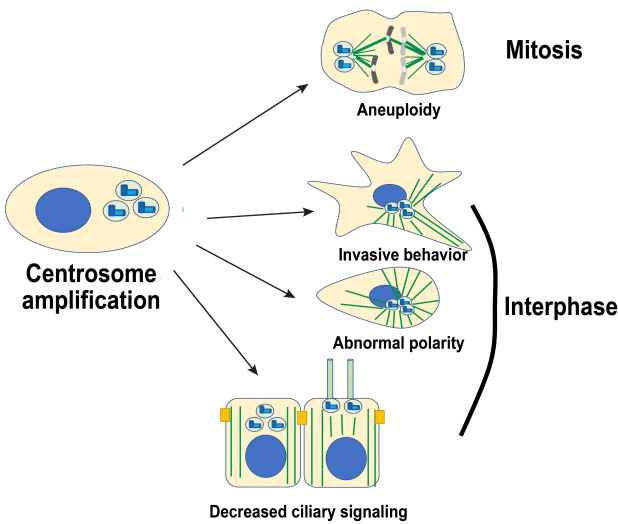 Mitosis
Aneuploidy
Centrosome
amplification
Invasive behavior
Interphase
Abnormal polarity
Decreased ciliary signaling